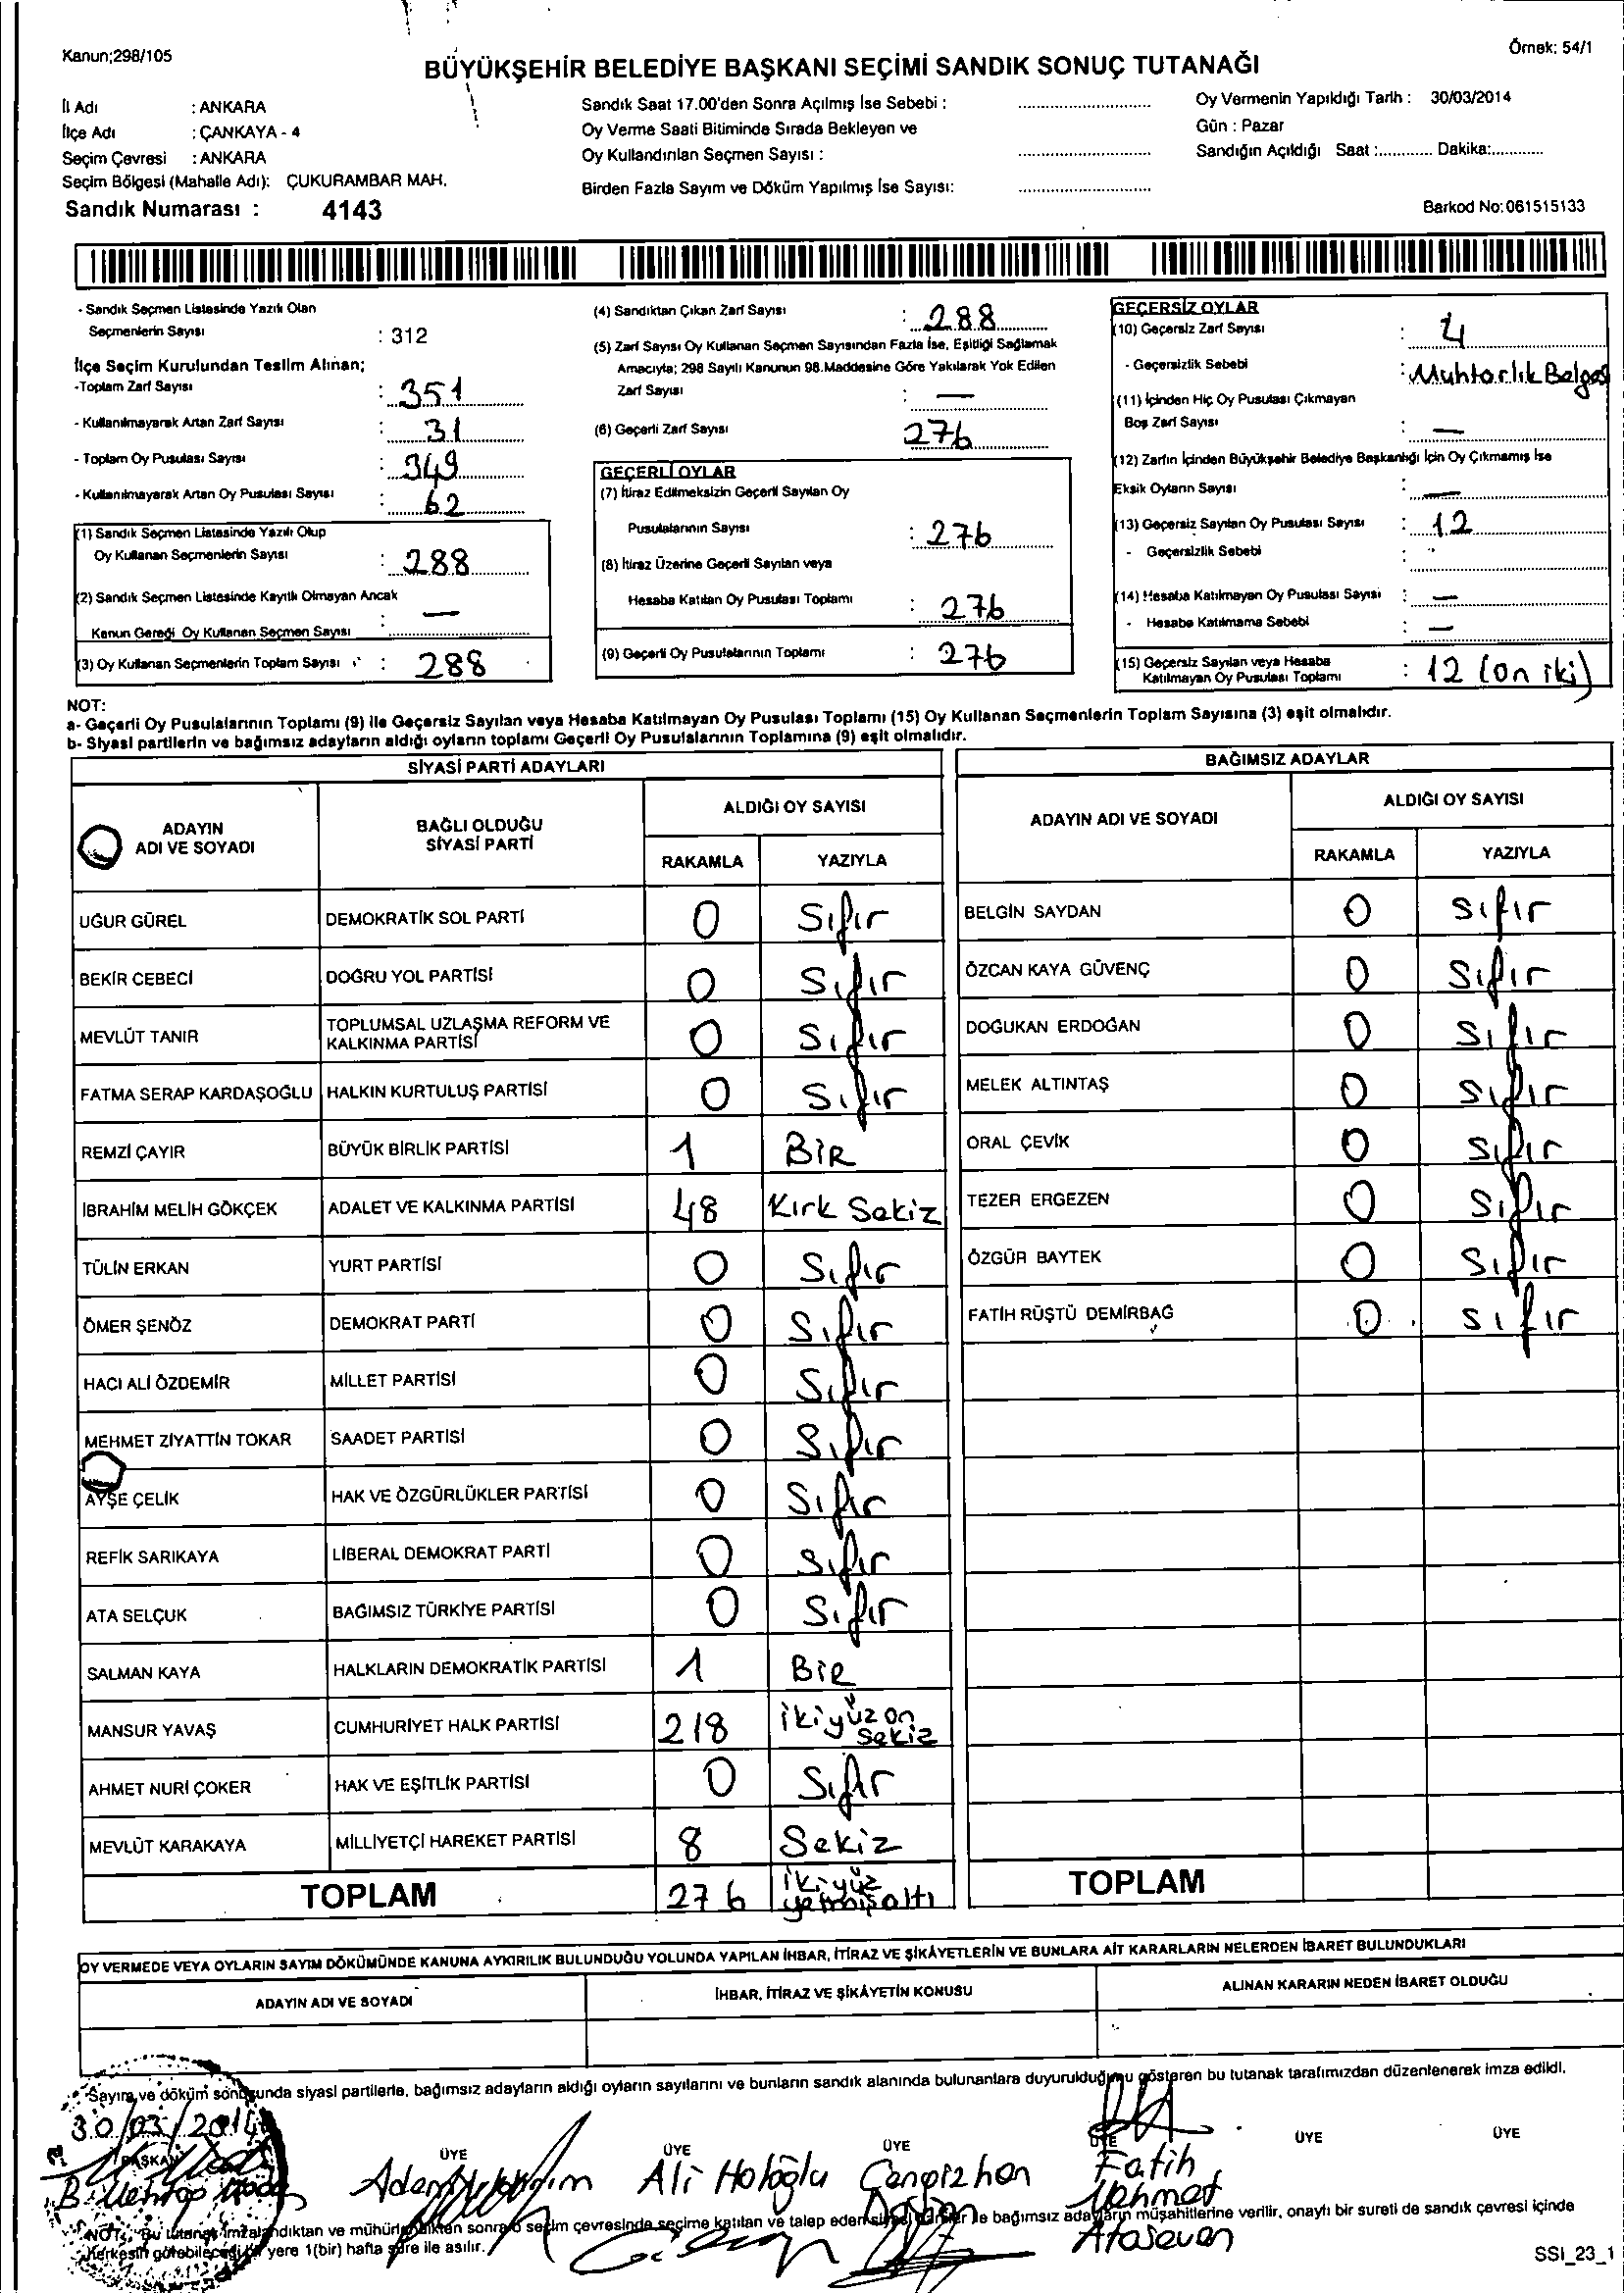 Kanun;298/105
Örnek: 54/1
BÜYÜKŞEHİR BELEDİYE BAŞKANI SEÇİMİ SANDIK SONUÇ TUTANAĞI
İl Adı : ANKARA
İlçe Adı : ÇANKAYA - 4
Seçim Çevresi : ANKARA
Seçim Bölgesi (Mahalle Adı): ÇUKURAMBAR MAH.
Sandık Numarası : 4143
Sandık Saat 17.00'den Sonra Açılmış İse Sebebi :
Oy Verme Saati Bitiminde Sırada Bekleyen ve
Oy Kullandırılan Seçmen Sayısı :
Birden Fazla Sayım ve Döküm Yapılmış İse Sayısı:
Oy Vermenin Yapıldığı Tarih : 30/03/2014
Gün : Pazar
Sandığın Açıldığı Saat :............ Dakika:............
Barkod No:061515133
- Sandık Seçmen Listesinde Yazılı Olan
Seçmenlerin Sayısı : 312
İlçe Seçim Kurulundan Teslim Alınan;
-Toplam Zarf Sayısı : 351
- Kullanılmayarak Artan Zarf Sayısı : 31
- Toplam Oy Pusulası Sayısı : 349
- Kullanılmayarak Artan Oy Pusulası Sayısı : 62
(1) Sandık Seçmen Listesinde Yazılı Olup
Oy Kullanan Seçmenlerin Sayısı : 288
(2) Sandık Seçmen Listesinde Kayıtlı Olmayan Ancak
Kanun Gereği Oy Kullanan Seçmen Sayısı : —
(3) Oy Kullanan Seçmenlerin Toplam Sayısı : 288
(4) Sandıktan Çıkan Zarf Sayısı : 288
(5) Zarf Sayısı Oy Kullanan Seçmen Sayısından Fazla İse, Eşitliği Sağlamak
Amacıyla; 298 Sayılı Kanunun 98.Maddesine Göre Yakılarak Yok Edilen
Zarf Sayısı : —
(6) Geçerli Zarf Sayısı 276
GEÇERLİ OYLAR
(7) İtiraz Edilmeksizin Geçerli Sayılan Oy
Pusulalarının Sayısı : 276
(8) İtiraz Üzerine Geçerli Sayılan veya
Hesaba Katılan Oy Pusulası Toplamı : 276
(9) Geçerli Oy Pusulalarının Toplamı : 276
GEÇERSİZ OYLAR
(10) Geçersiz Zarf Sayısı : 4
- Geçersizlik Sebebi : Muhtarlık Belgesi
(11) İçinden Hiç Oy Pusulası Çıkmayan
Boş Zarf Sayısı : —
(12) Zarfın İçinden Büyükşehir Belediye Başkanlığı İçin Oy Çıkmamış İse
Eksik Oyların Sayısı : —
(13) Geçersiz Sayılan Oy Pusulası Sayısı : 12
- Geçersizlik Sebebi :
(14) Hesaba Katılmayan Oy Pusulası Sayısı : —
- Hesaba Katılmama Sebebi : —
(15) Geçersiz Sayılan veya Hesaba
Katılmayan Oy Pusulası Toplamı : 12 (on iki)
NOT:
a- Geçerli Oy Pusulalarının Toplamı (9) ile Geçersiz Sayılan veya Hesaba Katılmayan Oy Pusulası Toplamı (15) Oy Kullanan Seçmenlerin Toplam Sayısına (3) eşit olmalıdır.
b- Siyasi partilerin ve bağımsız adayların aldığı oyların toplamı Geçerli Oy Pusulalarının Toplamına (9) eşit olmalıdır.
SİYASİ PARTİ ADAYLARI
ADAYIN ADI VE SOYADI
BAĞLI OLDUĞU SİYASİ PARTİ
ALDIĞI OY SAYISI
RAKAMLA YAZIYLA
UĞUR GÜREL DEMOKRATİK SOL PARTİ 0 Sıfır
BEKİR CEBECİ DOĞRU YOL PARTİSİ 0 Sıfır
MEVLÜT TANIR TOPLUMSAL UZLAŞMA REFORM VE KALKINMA PARTİSİ 0 Sıfır
FATMA SERAP KARDAŞOĞLU HALKIN KURTULUŞ PARTİSİ 0 Sıfır
REMZİ ÇAYIR BÜYÜK BİRLİK PARTİSİ 1 BİR
İBRAHİM MELİH GÖKÇEK ADALET VE KALKINMA PARTİSİ 48 Kırk Sekiz
TÜLİN ERKAN YURT PARTİSİ 0 Sıfır
ÖMER ŞENÖZ DEMOKRAT PARTİ 0 Sıfır
HACI ALİ ÖZDEMİR MİLLET PARTİSİ 0 Sıfır
MEHMET ZİYATTİN TOKAR SAADET PARTİSİ 0 Sıfır
AYŞE ÇELİK HAK VE ÖZGÜRLÜKLER PARTİSİ 0 Sıfır
REFİK SARIKAYA LİBERAL DEMOKRAT PARTİ 0 Sıfır
ATA SELÇUK BAĞIMSIZ TÜRKİYE PARTİSİ 0 Sıfır
SALMAN KAYA HALKLARIN DEMOKRATİK PARTİSİ 1 BİR
MANSUR YAVAŞ CUMHURİYET HALK PARTİSİ 218 ikiyüz on sekiz
AHMET NURİ ÇOKER HAK VE EŞİTLİK PARTİSİ 0 Sıfır
MEVLÜT KARAKAYA MİLLİYETÇİ HAREKET PARTİSİ 8 Sekiz
TOPLAM 276 ikiyüz yetmişaltı
BAĞIMSIZ ADAYLAR
ADAYIN ADI VE SOYADI
ALDIĞI OY SAYISI
RAKAMLA YAZIYLA
BELGİN SAYDAN 0 Sıfır
ÖZCAN KAYA GÜVENÇ 0 Sıfır
DOĞUKAN ERDOĞAN 0 Sıfır
MELEK ALTINTAŞ 0 Sıfır
ORAL ÇEVİK 0 Sıfır
TEZER ERGEZEN 0 Sıfır
ÖZGÜR BAYTEK 0 Sıfır
FATİH RÜŞTÜ DEMİRBAĞ 0 Sıfır
TOPLAM
OY VERMEDE VEYA OYLARIN SAYIM DÖKÜMÜNDE KANUNA AYKIRILIK BULUNDUĞU YOLUNDA YAPILAN İHBAR, İTİRAZ VE ŞİKÂYETLERİN VE BUNLARA AİT KARARLARIN NELERDEN İBARET BULUNDUKLARI
ADAYIN ADI VE SOYADI
İHBAR, İTİRAZ VE ŞİKÂYETİN KONUSU
ALINAN KARARIN NEDEN İBARET OLDUĞU
Sayım ve döküm sonucunda siyasi partilerle, bağımsız adayların aldığı oyların sayılarını ve bunların sandık alanında bulunanlara duyurulduğunu gösteren bu tutanak tarafımızdan düzenlenerek imza edildi.
30/03/2014
BAŞKAN ÜYE ÜYE ÜYE ÜYE ÜYE ÜYE
Adem Ali Cengizhan Fatih Mehmet Ataseven
NOT: Bu tutanak imzalandıktan ve mühürlendikten sonra o seçim çevresinde seçime katılan ve talep eden siyasi partiler ile bağımsız adayların müşahitlerine verilir, onaylı bir sureti de sandık çevresi içinde
herkesin görebileceği bir yere 1(bir) hafta süre ile asılır.
SSİ_23_1